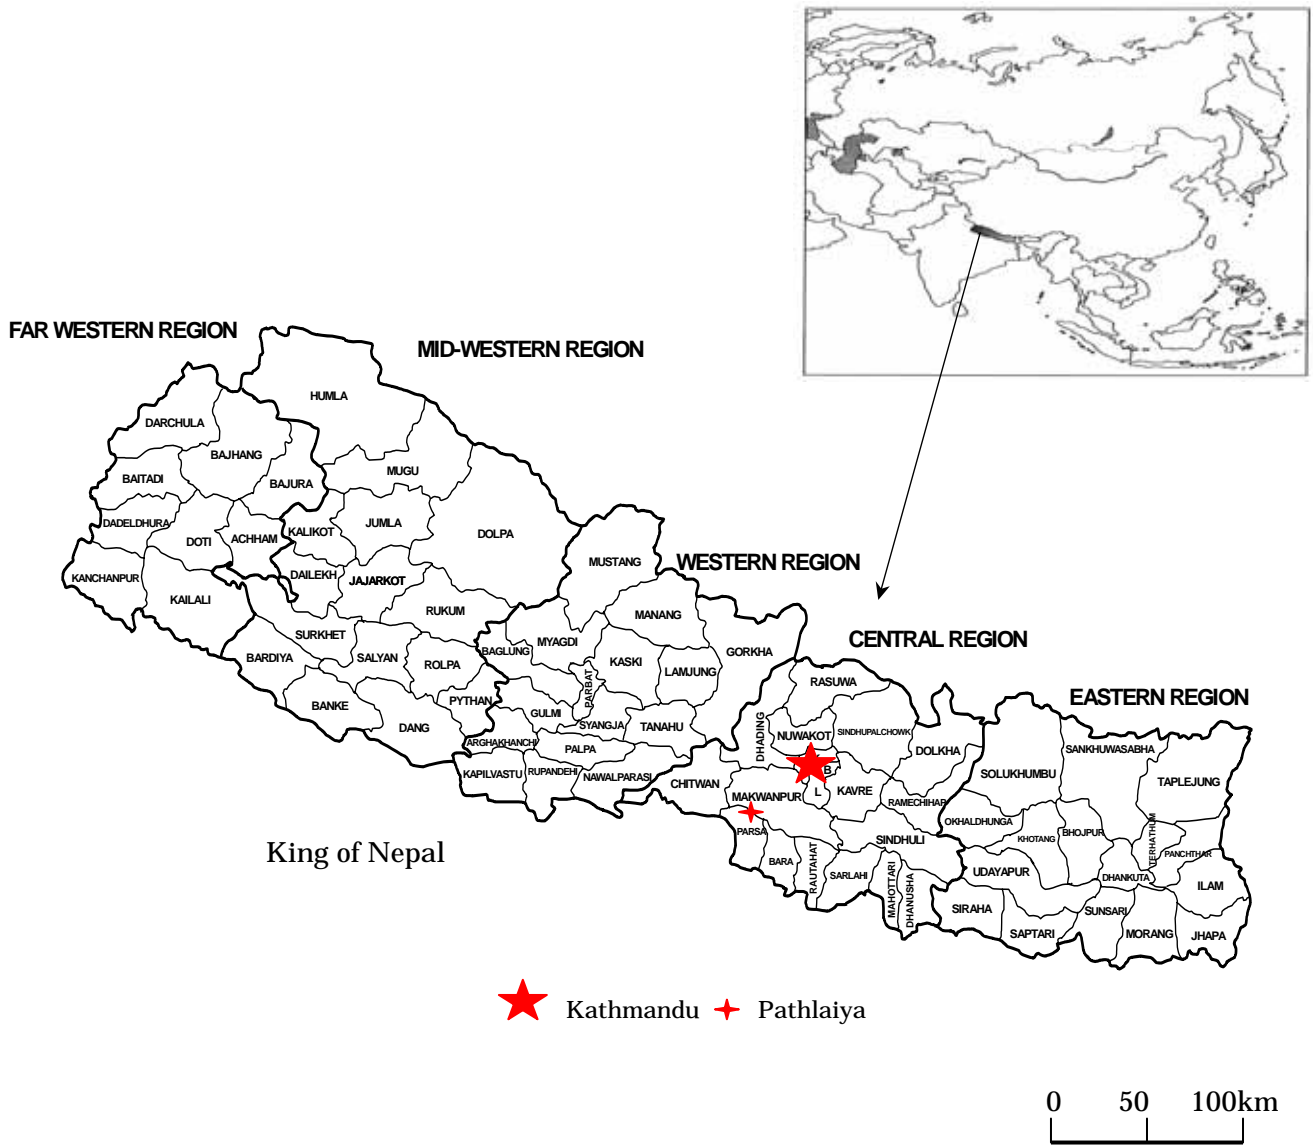 FAR WESTERN REGION
MID-WESTERN REGION
HUMLA
DARCHULA
BAJHANG
MUGU
BAITADI
BAJURA
DADELDHURA
JUMLA
KALIKOT
DOLPA
ACHHAM
DOTI
MUSTANG
WESTERN REGION
KANCHANPUR
DAILEKH
JAJARKOT
KAILALI
RUKUM
MANANG
SURKHET
MYAGDI
CENTRAL REGION
BARDIYA
SALYAN
ROLPA
BAGLUNG
KASKI
GORKHA
LAMJUNG
RASUWA
PARBAT
EASTERN REGION
BANKE
PYTHAN
GULMI
SYANGJA
TANAHU
DANG
DHADING
NUWAKOT
SINDHUPALCHOWK
ARGHAKHANCHI
PALPA
DOLKHA
SANKHUWASABHA
KAPILVASTU
RUPANDEHI
NAWALPARASI
CHITWAN
B
SOLUKHUMBU
TAPLEJUNG
MAKWANPUR
L
KAVRE
RAMECHIHAP
OKHALDHUNGA
PARSA
SINDHULI
KHOTANG
BHOJPUR
TERHATHUM
PANCHTHAR
King of Nepal
BARA
RAUTAHAT
SARLAHI
MAHOTTARI
DHANUSHA
UDAYAPUR
DHANKUTA
ILAM
SIRAHA
SUNSARI
SAPTARI
MORANG
JHAPA
Kathmandu
Pathlaiya
0 50 100km